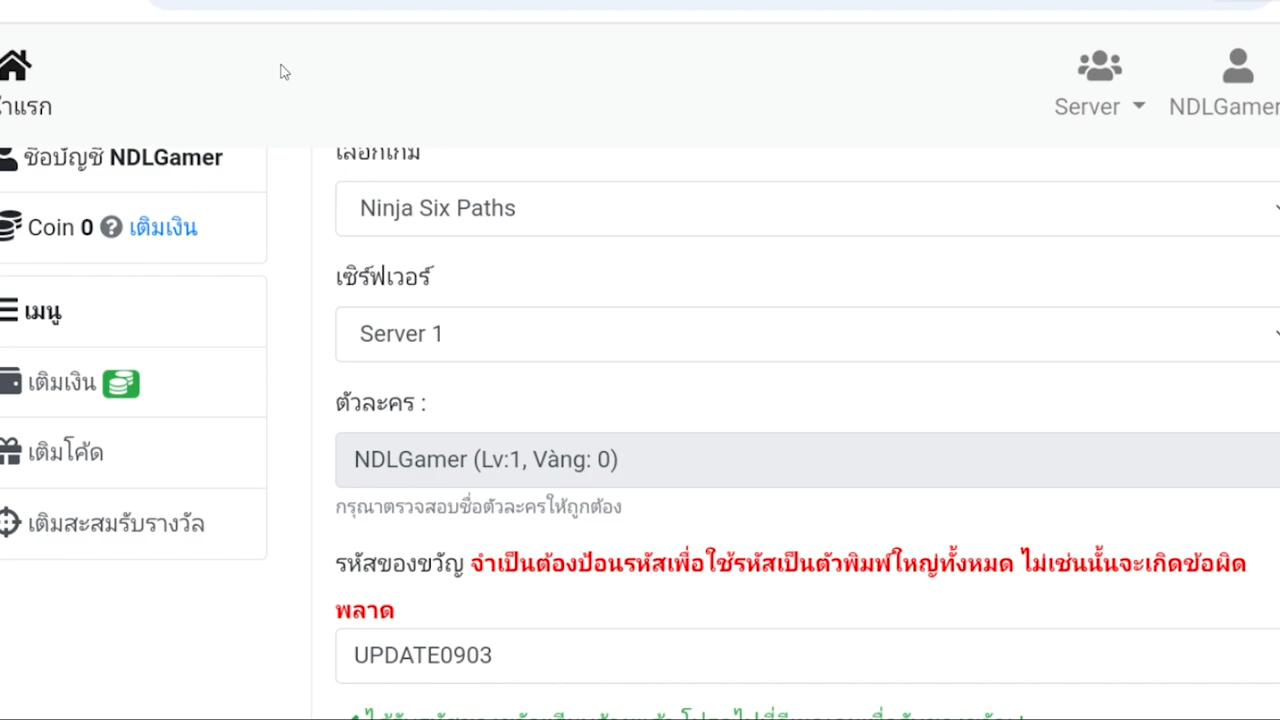 Server
NDLGamer
ชื่อบัญชี NDLGamer
Coin 0 ? เติมเงิน
เมนู
เติมเงิน
เติมโค้ด
เติมสะสมรับรางวัล
เลือกเกม
Ninja Six Paths
เซิร์ฟเวอร์
Server 1
ตัวละคร :
NDLGamer (Lv:1, Vàng: 0)
กรุณาตรวจสอบชื่อตัวละครให้ถูกต้อง
รหัสของขวัญ จำเป็นต้องป้อนรหัสเพื่อใช้รหัสเป็นตัวพิมพ์ใหญ่ทั้งหมด ไม่เช่นนั้นจะเกิดข้อผิด
พลาด
UPDATE0903